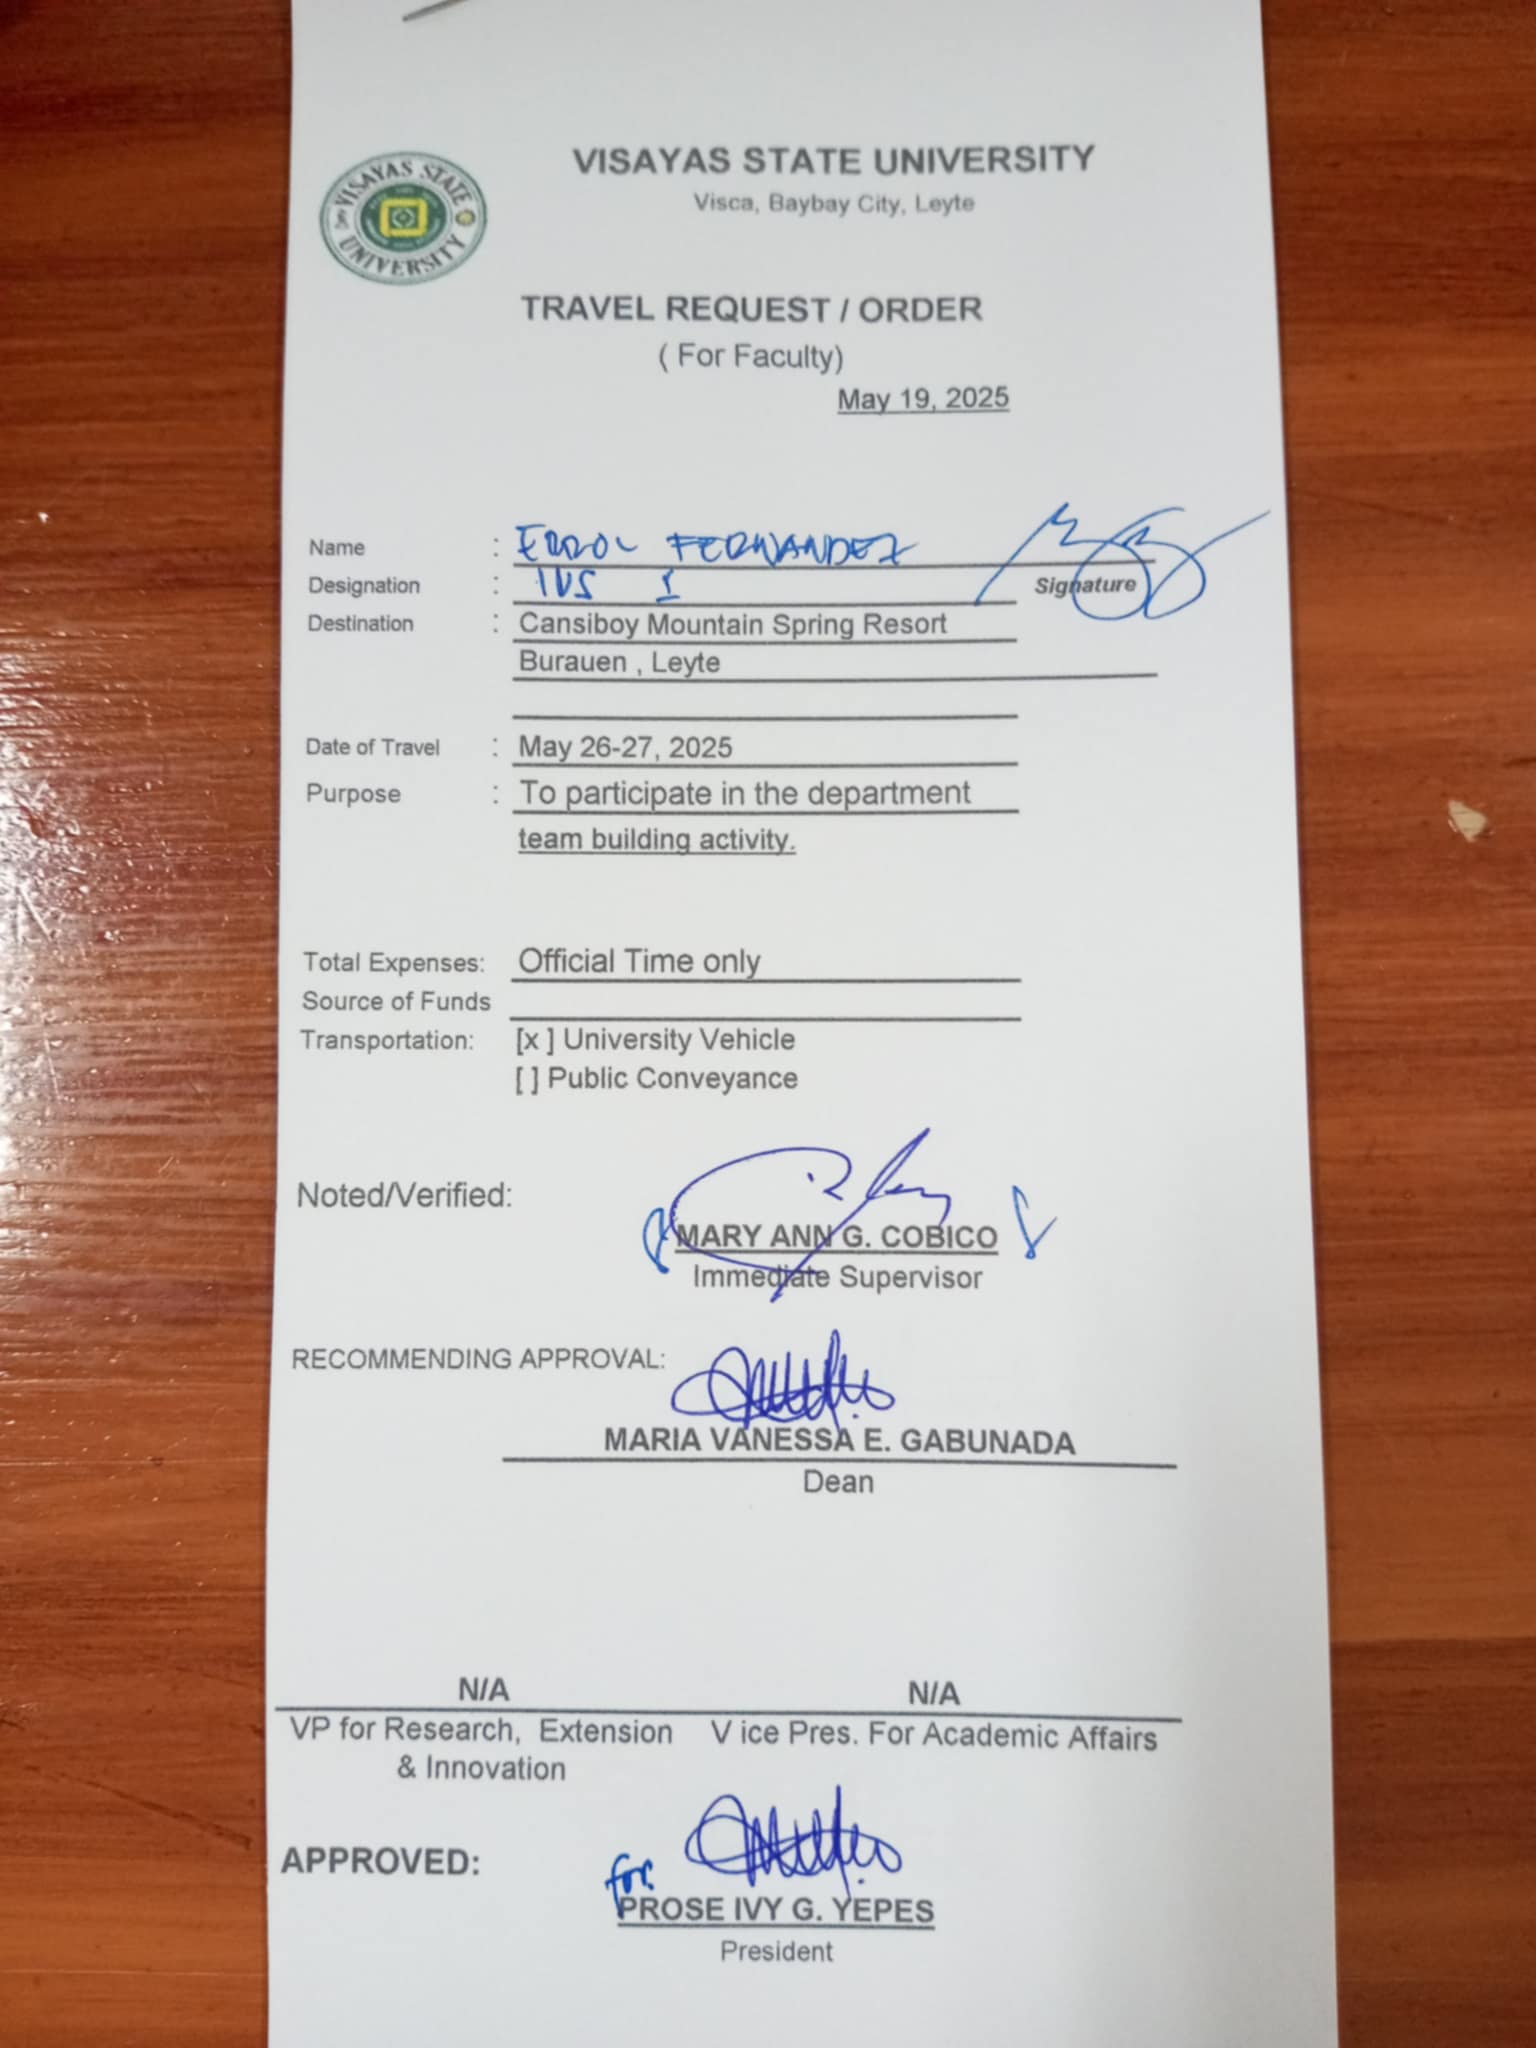 VISAYAS STATE UNIVERSITY
VISAYAS STATE UNIVERSITY
Visca, Baybay City, Leyte
TRAVEL REQUEST / ORDER
( For Faculty)
May 19, 2025
Name : ERROL FERNANDEZ
Designation : INS I Signature
Destination : Cansiboy Mountain Spring Resort
Burauen , Leyte
Date of Travel : May 26-27, 2025
Purpose : To participate in the department
team building activity.
Total Expenses: Official Time only
Source of Funds
Transportation: [x ] University Vehicle
[ ] Public Conveyance
Noted/Verified:
MARY ANN G. COBICO
Immediate Supervisor
RECOMMENDING APPROVAL:
MARIA VANESSA E. GABUNADA
Dean
N/A N/A
VP for Research, Extension V ice Pres. For Academic Affairs
& Innovation
APPROVED:
for:
PROSE IVY G. YEPES
President